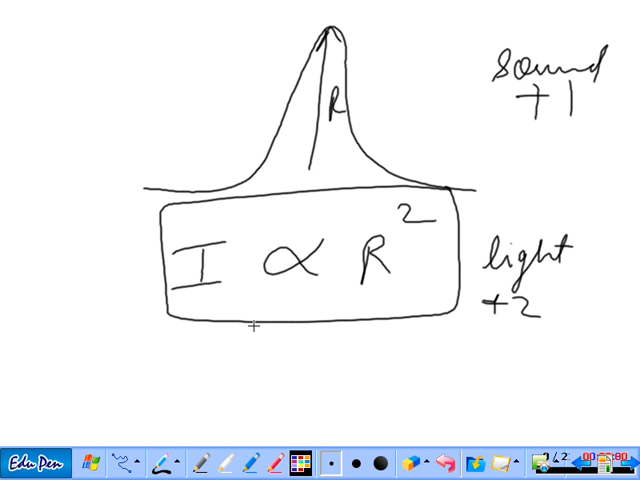 R
sound
+1
I ∝ R²
light
+2
Edu Pen